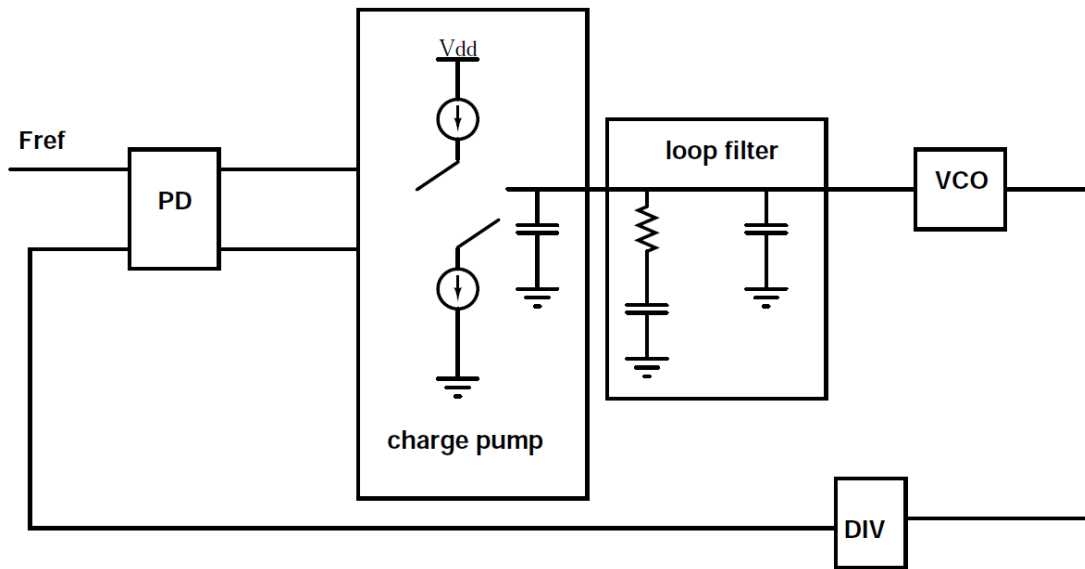 Vdd
Fref
PD
loop filter
VCO
charge pump
DIV